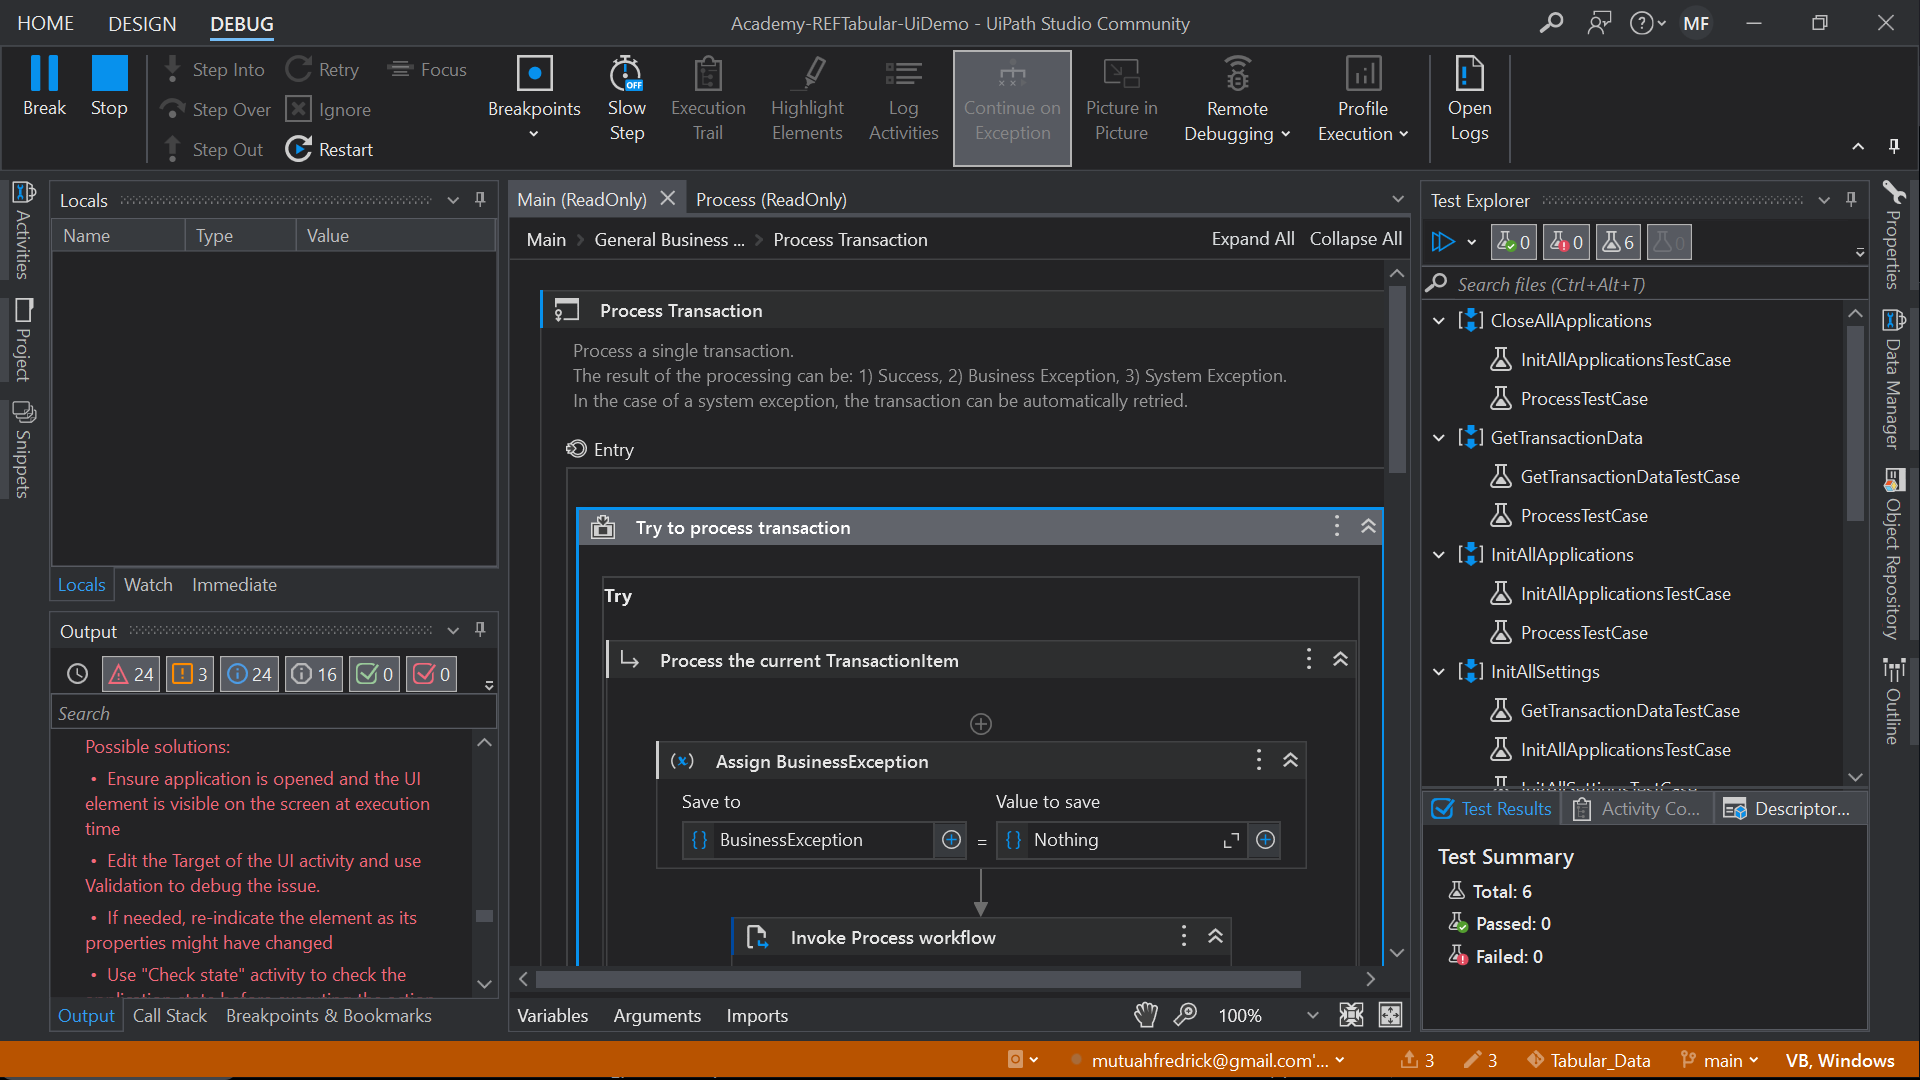 HOME
DESIGN
DEBUG
Academy-REFTabular-UiDemo - UiPath Studio Community
MF
Break
Stop
Step Into
Step Over
Step Out
Retry
Ignore
Restart
Focus
Breakpoints
Slow
Step
OFF
Execution
Trail
Highlight
Elements
Log
Activities
Continue on
Exception
Picture in
Picture
Remote
Debugging
Profile
Execution
Open
Logs
Activities
Project
Snippets
Locals
Name
Type
Value
Locals
Watch
Immediate
Output
24
3
24
16
0
0
Search
Possible solutions:
• Ensure application is opened and the UI
element is visible on the screen at execution
time
• Edit the Target of the UI activity and use
Validation to debug the issue.
• If needed, re-indicate the element as its
properties might have changed
• Use "Check state" activity to check the
Output
Call Stack
Breakpoints & Bookmarks
Main (ReadOnly)
Process (ReadOnly)
Main
General Business ...
Process Transaction
Expand All
Collapse All
Process Transaction
Process a single transaction.
The result of the processing can be: 1) Success, 2) Business Exception, 3) System Exception.
In the case of a system exception, the transaction can be automatically retried.
Entry
Try to process transaction
Try
Process the current TransactionItem
Assign BusinessException
Save to
Value to save
BusinessException
=
Nothing
Invoke Process workflow
Variables
Arguments
Imports
100%
Test Explorer
0
0
6
0
Search files (Ctrl+Alt+T)
CloseAllApplications
InitAllApplicationsTestCase
ProcessTestCase
GetTransactionData
GetTransactionDataTestCase
ProcessTestCase
InitAllApplications
InitAllApplicationsTestCase
ProcessTestCase
InitAllSettings
GetTransactionDataTestCase
InitAllApplicationsTestCase
InitAllSettingsTestCase
Test Results
Activity Co...
Descriptor...
Test Summary
Total: 6
Passed: 0
Failed: 0
Properties
Data Manager
Object Repository
Outline
mutuahfredrick@gmail.com'...
3
3
Tabular_Data
main
VB, Windows